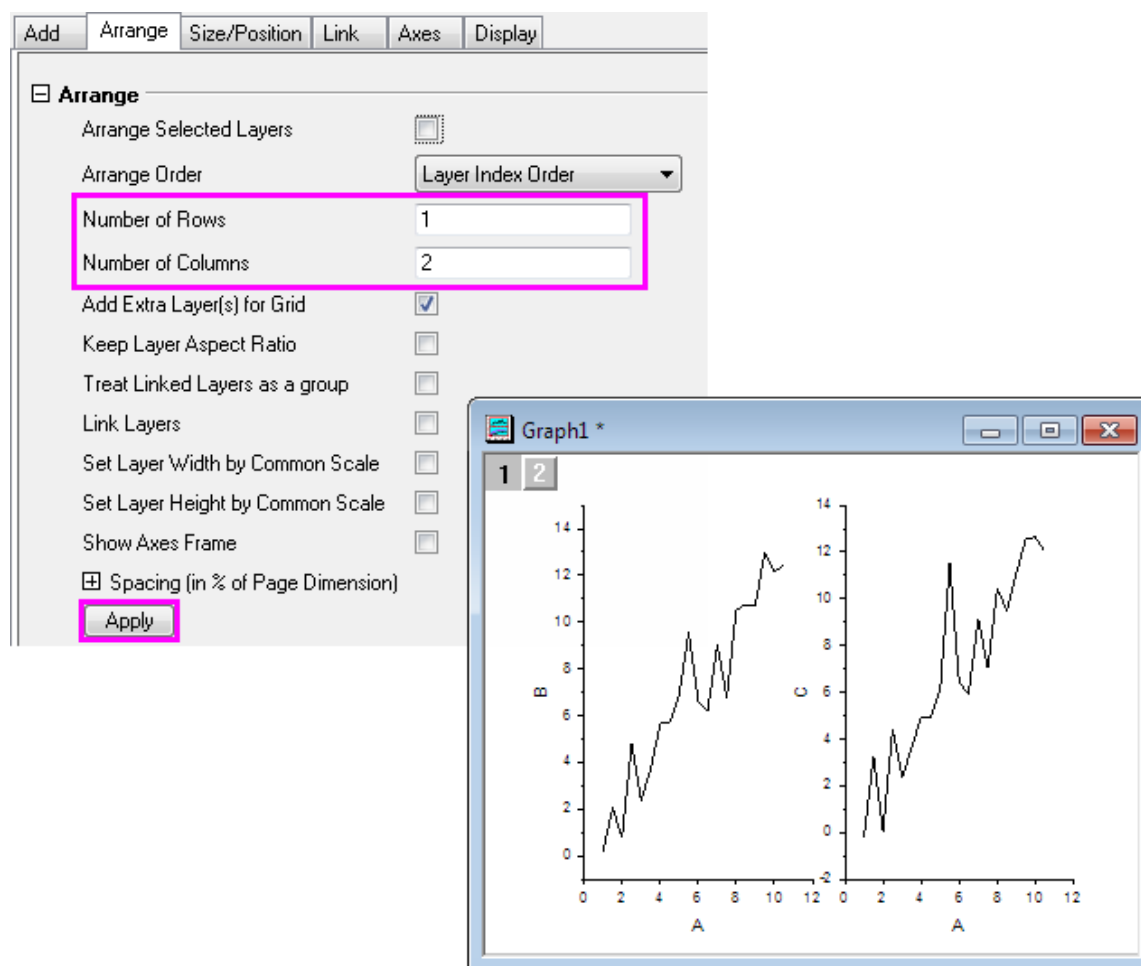 Add Arrange Size/Position Link Axes Display
Arrange
Arrange Selected Layers
Arrange Order Layer Index Order
Number of Rows 1
Number of Columns 2
Add Extra Layer(s) for Grid
Keep Layer Aspect Ratio
Treat Linked Layers as a group
Link Layers
Set Layer Width by Common Scale
Set Layer Height by Common Scale
Show Axes Frame
Spacing (in % of Page Dimension)
Apply
Graph1 *
1 2
14
12
10
8
6
4
2
0
B
0 2 4 6 8 10 12
A
14
12
10
8
6
4
2
0
-2
C
0 2 4 6 8 10 12
A